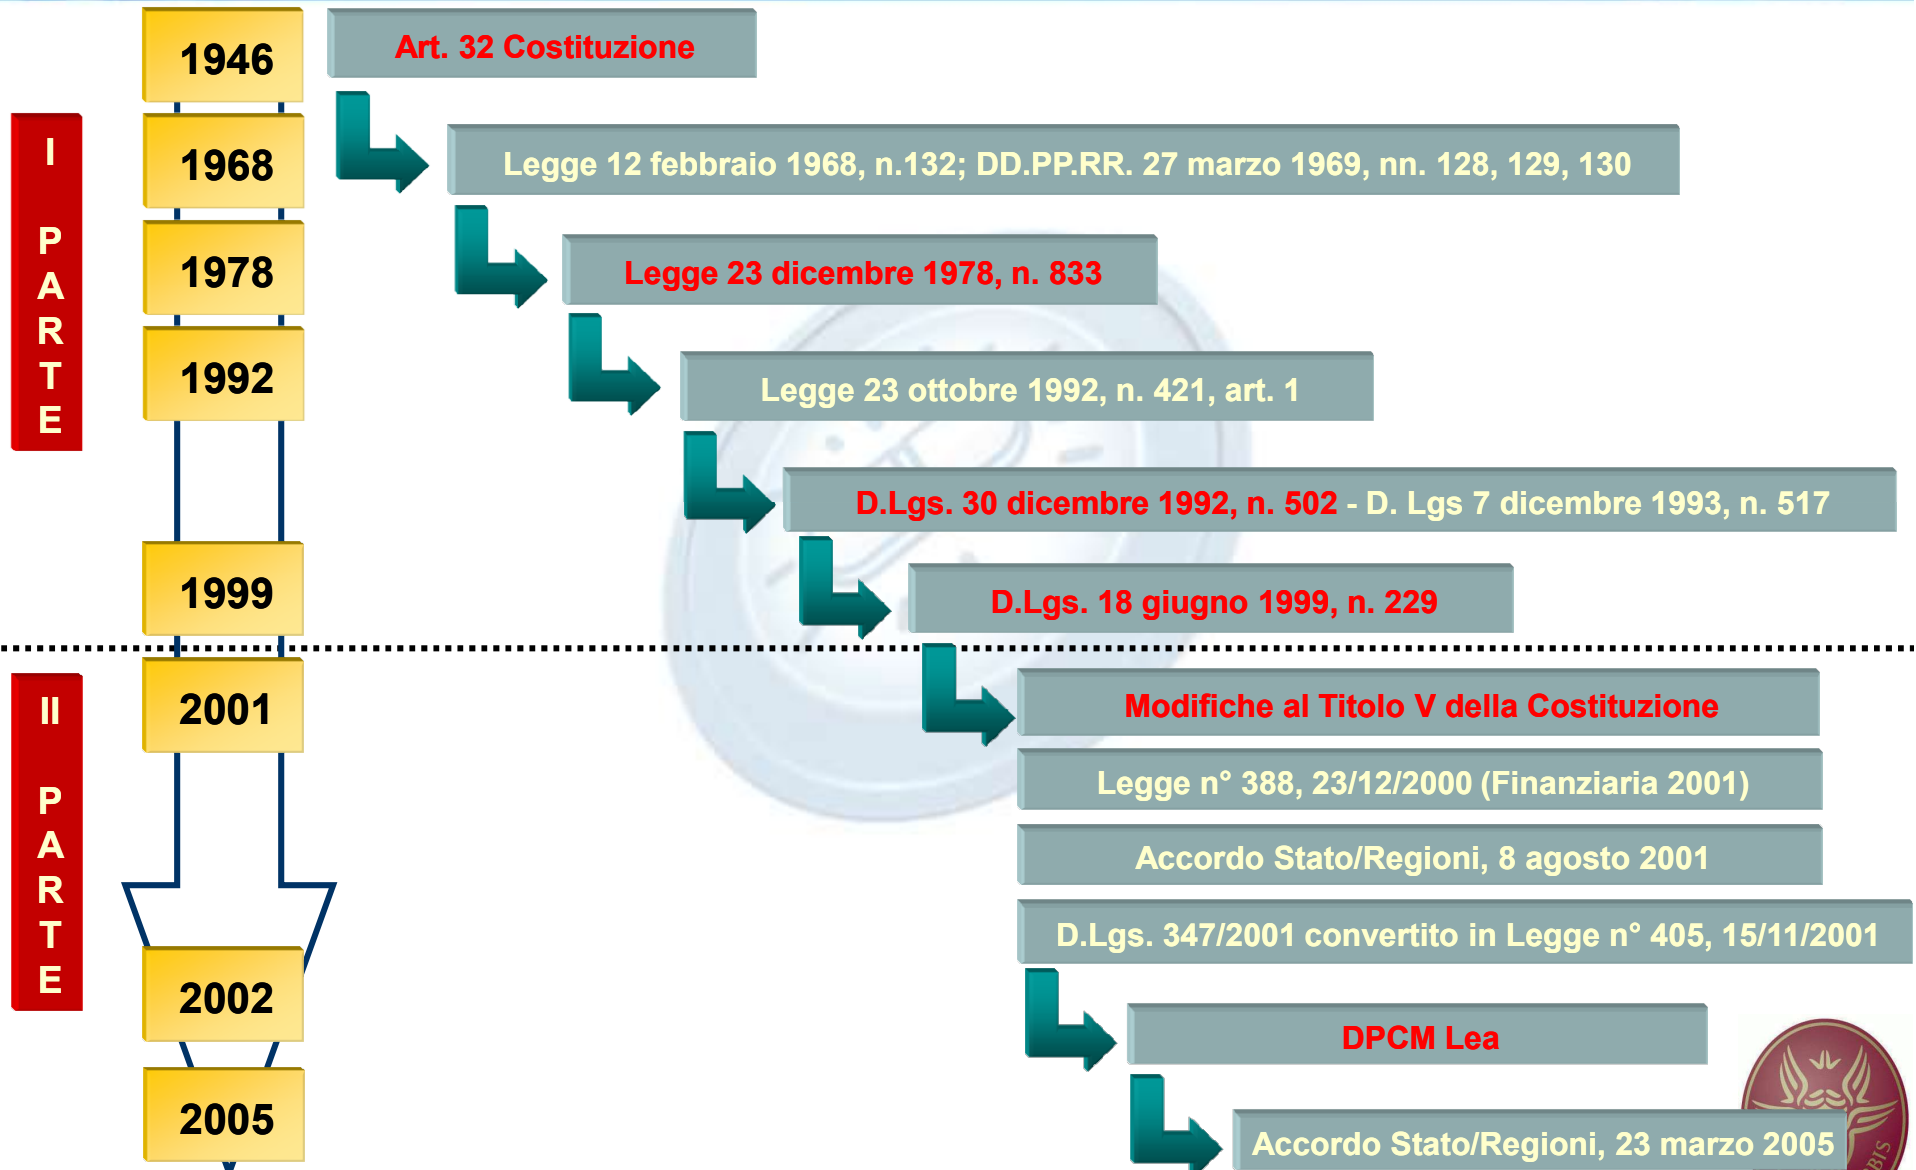 1946
Art. 32 Costituzione
I PARTE
1968
Legge 12 febbraio 1968, n.132; DD.PP.RR. 27 marzo 1969, nn. 128, 129, 130
1978
Legge 23 dicembre 1978, n. 833
1992
Legge 23 ottobre 1992, n. 421, art. 1
D.Lgs. 30 dicembre 1992, n. 502 - D. Lgs 7 dicembre 1993, n. 517
1999
D.Lgs. 18 giugno 1999, n. 229
II PARTE
2001
Modifiche al Titolo V della Costituzione
Legge n° 388, 23/12/2000 (Finanziaria 2001)
Accordo Stato/Regioni, 8 agosto 2001
D.Lgs. 347/2001 convertito in Legge n° 405, 15/11/2001
2002
DPCM Lea
2005
Accordo Stato/Regioni, 23 marzo 2005